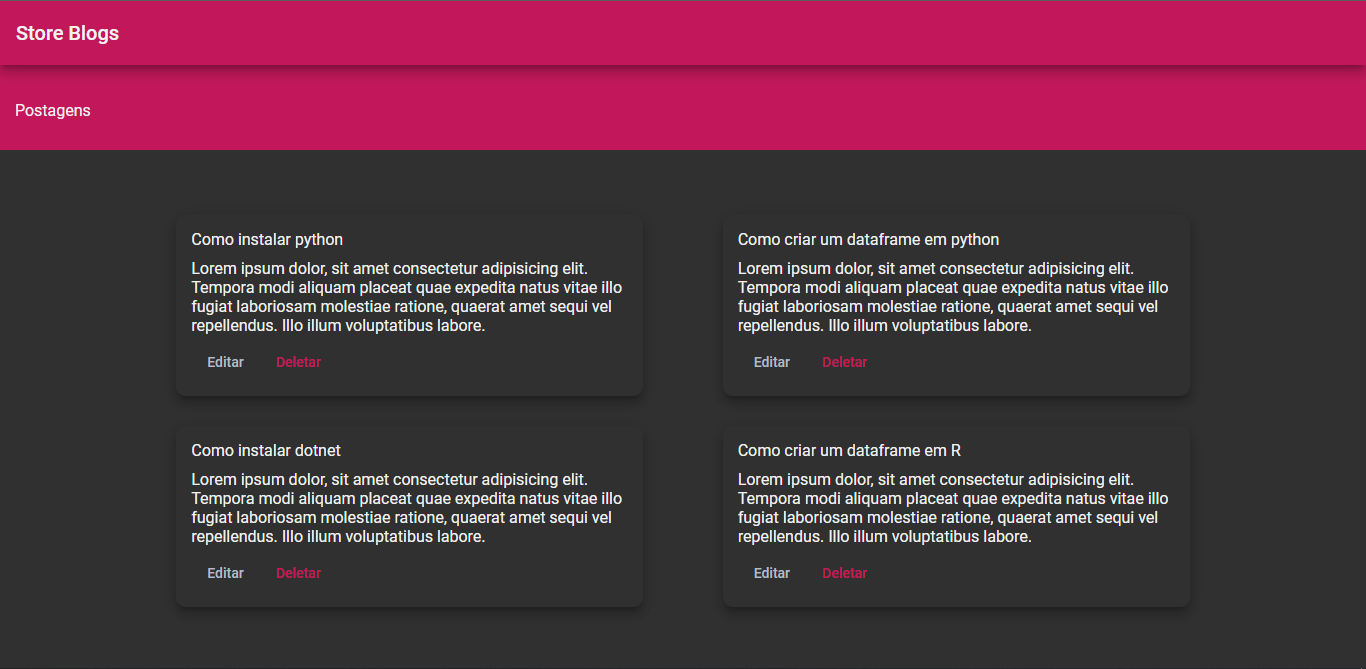 Store Blogs
Postagens
Como instalar python
Lorem ipsum dolor, sit amet consectetur adipisicing elit.
Tempora modi aliquam placeat quae expedita natus vitae illo
fugiat laboriosam molestiae ratione, quaerat amet sequi vel
repellendus. Illo illum voluptatibus labore.
Editar Deletar
Como criar um dataframe em python
Lorem ipsum dolor, sit amet consectetur adipisicing elit.
Tempora modi aliquam placeat quae expedita natus vitae illo
fugiat laboriosam molestiae ratione, quaerat amet sequi vel
repellendus. Illo illum voluptatibus labore.
Editar Deletar
Como instalar dotnet
Lorem ipsum dolor, sit amet consectetur adipisicing elit.
Tempora modi aliquam placeat quae expedita natus vitae illo
fugiat laboriosam molestiae ratione, quaerat amet sequi vel
repellendus. Illo illum voluptatibus labore.
Editar Deletar
Como criar um dataframe em R
Lorem ipsum dolor, sit amet consectetur adipisicing elit.
Tempora modi aliquam placeat quae expedita natus vitae illo
fugiat laboriosam molestiae ratione, quaerat amet sequi vel
repellendus. Illo illum voluptatibus labore.
Editar Deletar